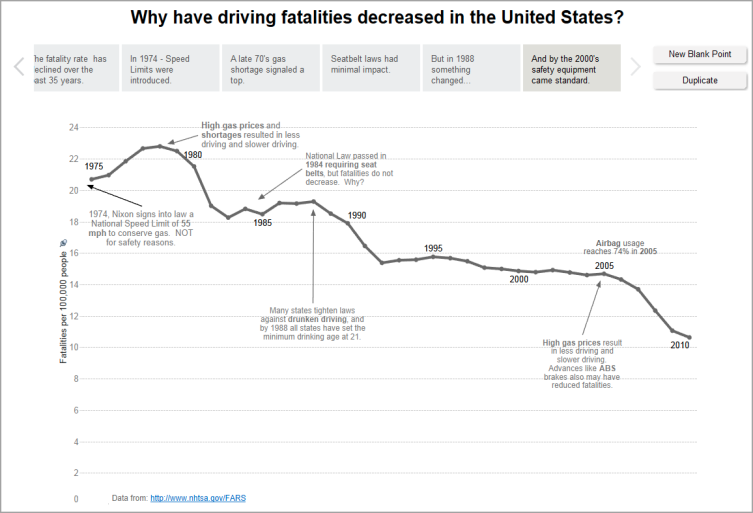 Why have driving fatalities decreased in the United States?
The fatality rate has
declined over the
past 35 years.
In 1974 - Speed
Limits were
introduced.
A late 70's gas
shortage signaled a
top.
Seatbelt laws had
minimal impact.
But in 1988
something
changed...
And by the 2000's
safety equipment
came standard.
New Blank Point
Duplicate
24
22
20
18
16
14
12
10
8
6
4
2
0
Fatalities per 100,000 people
1975
High gas prices and
shortages resulted in less
driving and slower driving.
1980
National Law passed in
1984 requiring seat
belts, but fatalities do not
decrease. Why?
1974. Nixon signs into law a
National Speed Limit of 55
mph to conserve gas. NOT
for safety reasons.
1985
1990
Many states tighten laws
against drunken driving, and
by 1988 all states have set the
minimum drinking age at 21.
1995
2000
Airbag usage
reaches 74% in 2005
2005
High gas prices result
in less driving and
slower driving.
Advances like ABS
brakes also may have
reduced fatalities.
2010
Data from: http://www.nhtsa.gov/FARS